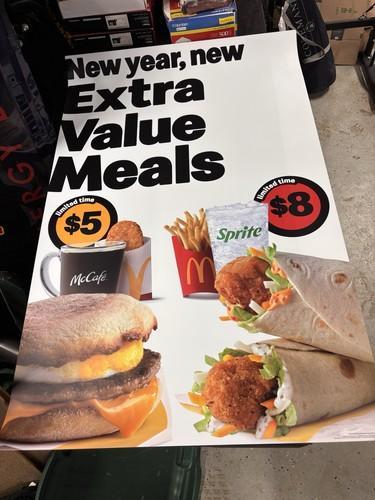 New year, new
Extra
Value
Meals
limited time
$5
limited time
$8
McCafé
Sprite